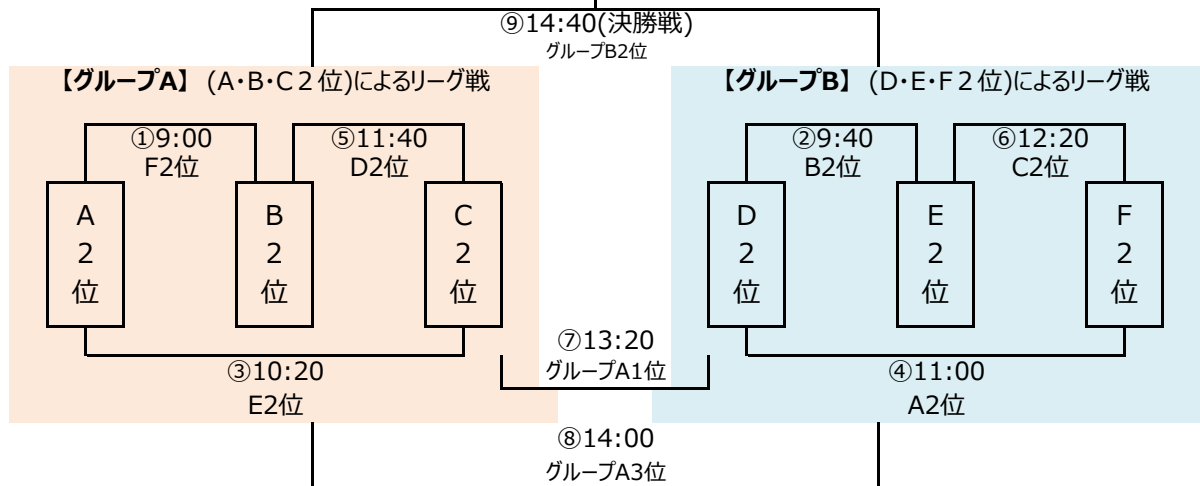 ⑨14:40(決勝戦)
グループB2位
【グループA】 (A・B・C２位)によるリーグ戦
【グループB】 (D・E・F２位)によるリーグ戦
①9:00
F2位
⑤11:40
D2位
②9:40
B2位
⑥12:20
C2位
A
2
位
B
2
位
C
2
位
D
2
位
E
2
位
F
2
位
⑦13:20
グループA1位
③10:20
E2位
④11:00
A2位
⑧14:00
グループA3位